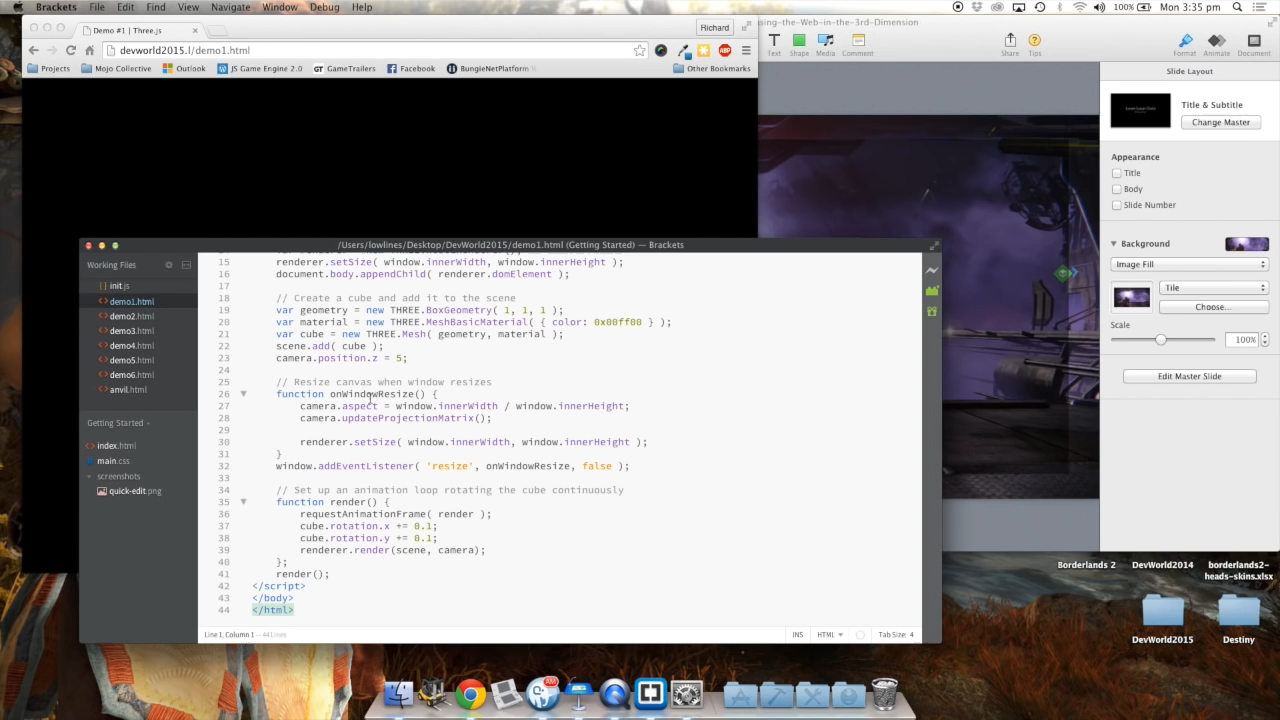 Brackets File Edit Find View Navigate Window Debug Help
100% Mon 3:35 pm
Demo #1 | Three.js
Richard
devworld2015.l/demo1.html
ABP
Projects Mojo Collective Outlook JS Game Engine 2.0 GT GameTrailers Facebook BungieNetPlatform Other Bookmarks
using-the-Web-in-the-3rd-Dimension
Text Shape Media Comment Share Tips Format Animate Document
Slide Layout
Title & Subtitle
Change Master
Appearance
Title
Body
Slide Number
Background
Image Fill
Tile
Choose...
Scale
100%
Edit Master Slide
/Users/lowlines/Desktop/DevWorld2015/demo1.html (Getting Started) — Brackets
Working Files
init.js
demo1.html
demo2.html
demo3.html
demo4.html
demo5.html
demo6.html
anvil.html
Getting Started
index.html
main.css
screenshots
quick-edit.png
15 renderer.setSize( window.innerWidth, window.innerHeight );
16 document.body.appendChild( renderer.domElement );
17
18 // Create a cube and add it to the scene
19 var geometry = new THREE.BoxGeometry( 1, 1, 1 );
20 var material = new THREE.MeshBasicMaterial( { color: 0x00ff00 } );
21 var cube = new THREE.Mesh( geometry, material );
22 scene.add( cube );
23 camera.position.z = 5;
24
25 // Resize canvas when window resizes
26 function onWindowResize() {
27 camera.aspect = window.innerWidth / window.innerHeight;
28 camera.updateProjectionMatrix();
29
30 renderer.setSize( window.innerWidth, window.innerHeight );
31 }
32 window.addEventListener( 'resize', onWindowResize, false );
33
34 // Set up an animation loop rotating the cube continuously
35 function render() {
36 requestAnimationFrame( render );
37 cube.rotation.x += 0.1;
38 cube.rotation.y += 0.1;
39 renderer.render(scene, camera);
40 };
41 render();
42 </script>
43 </body>
44 </html>
Line 1, Column 1 — 44 Lines
INS HTML Tab Size: 4
Borderlands 2
DevWorld2014
borderlands2-
heads-skins.xlsx
DevWorld2015
Destiny